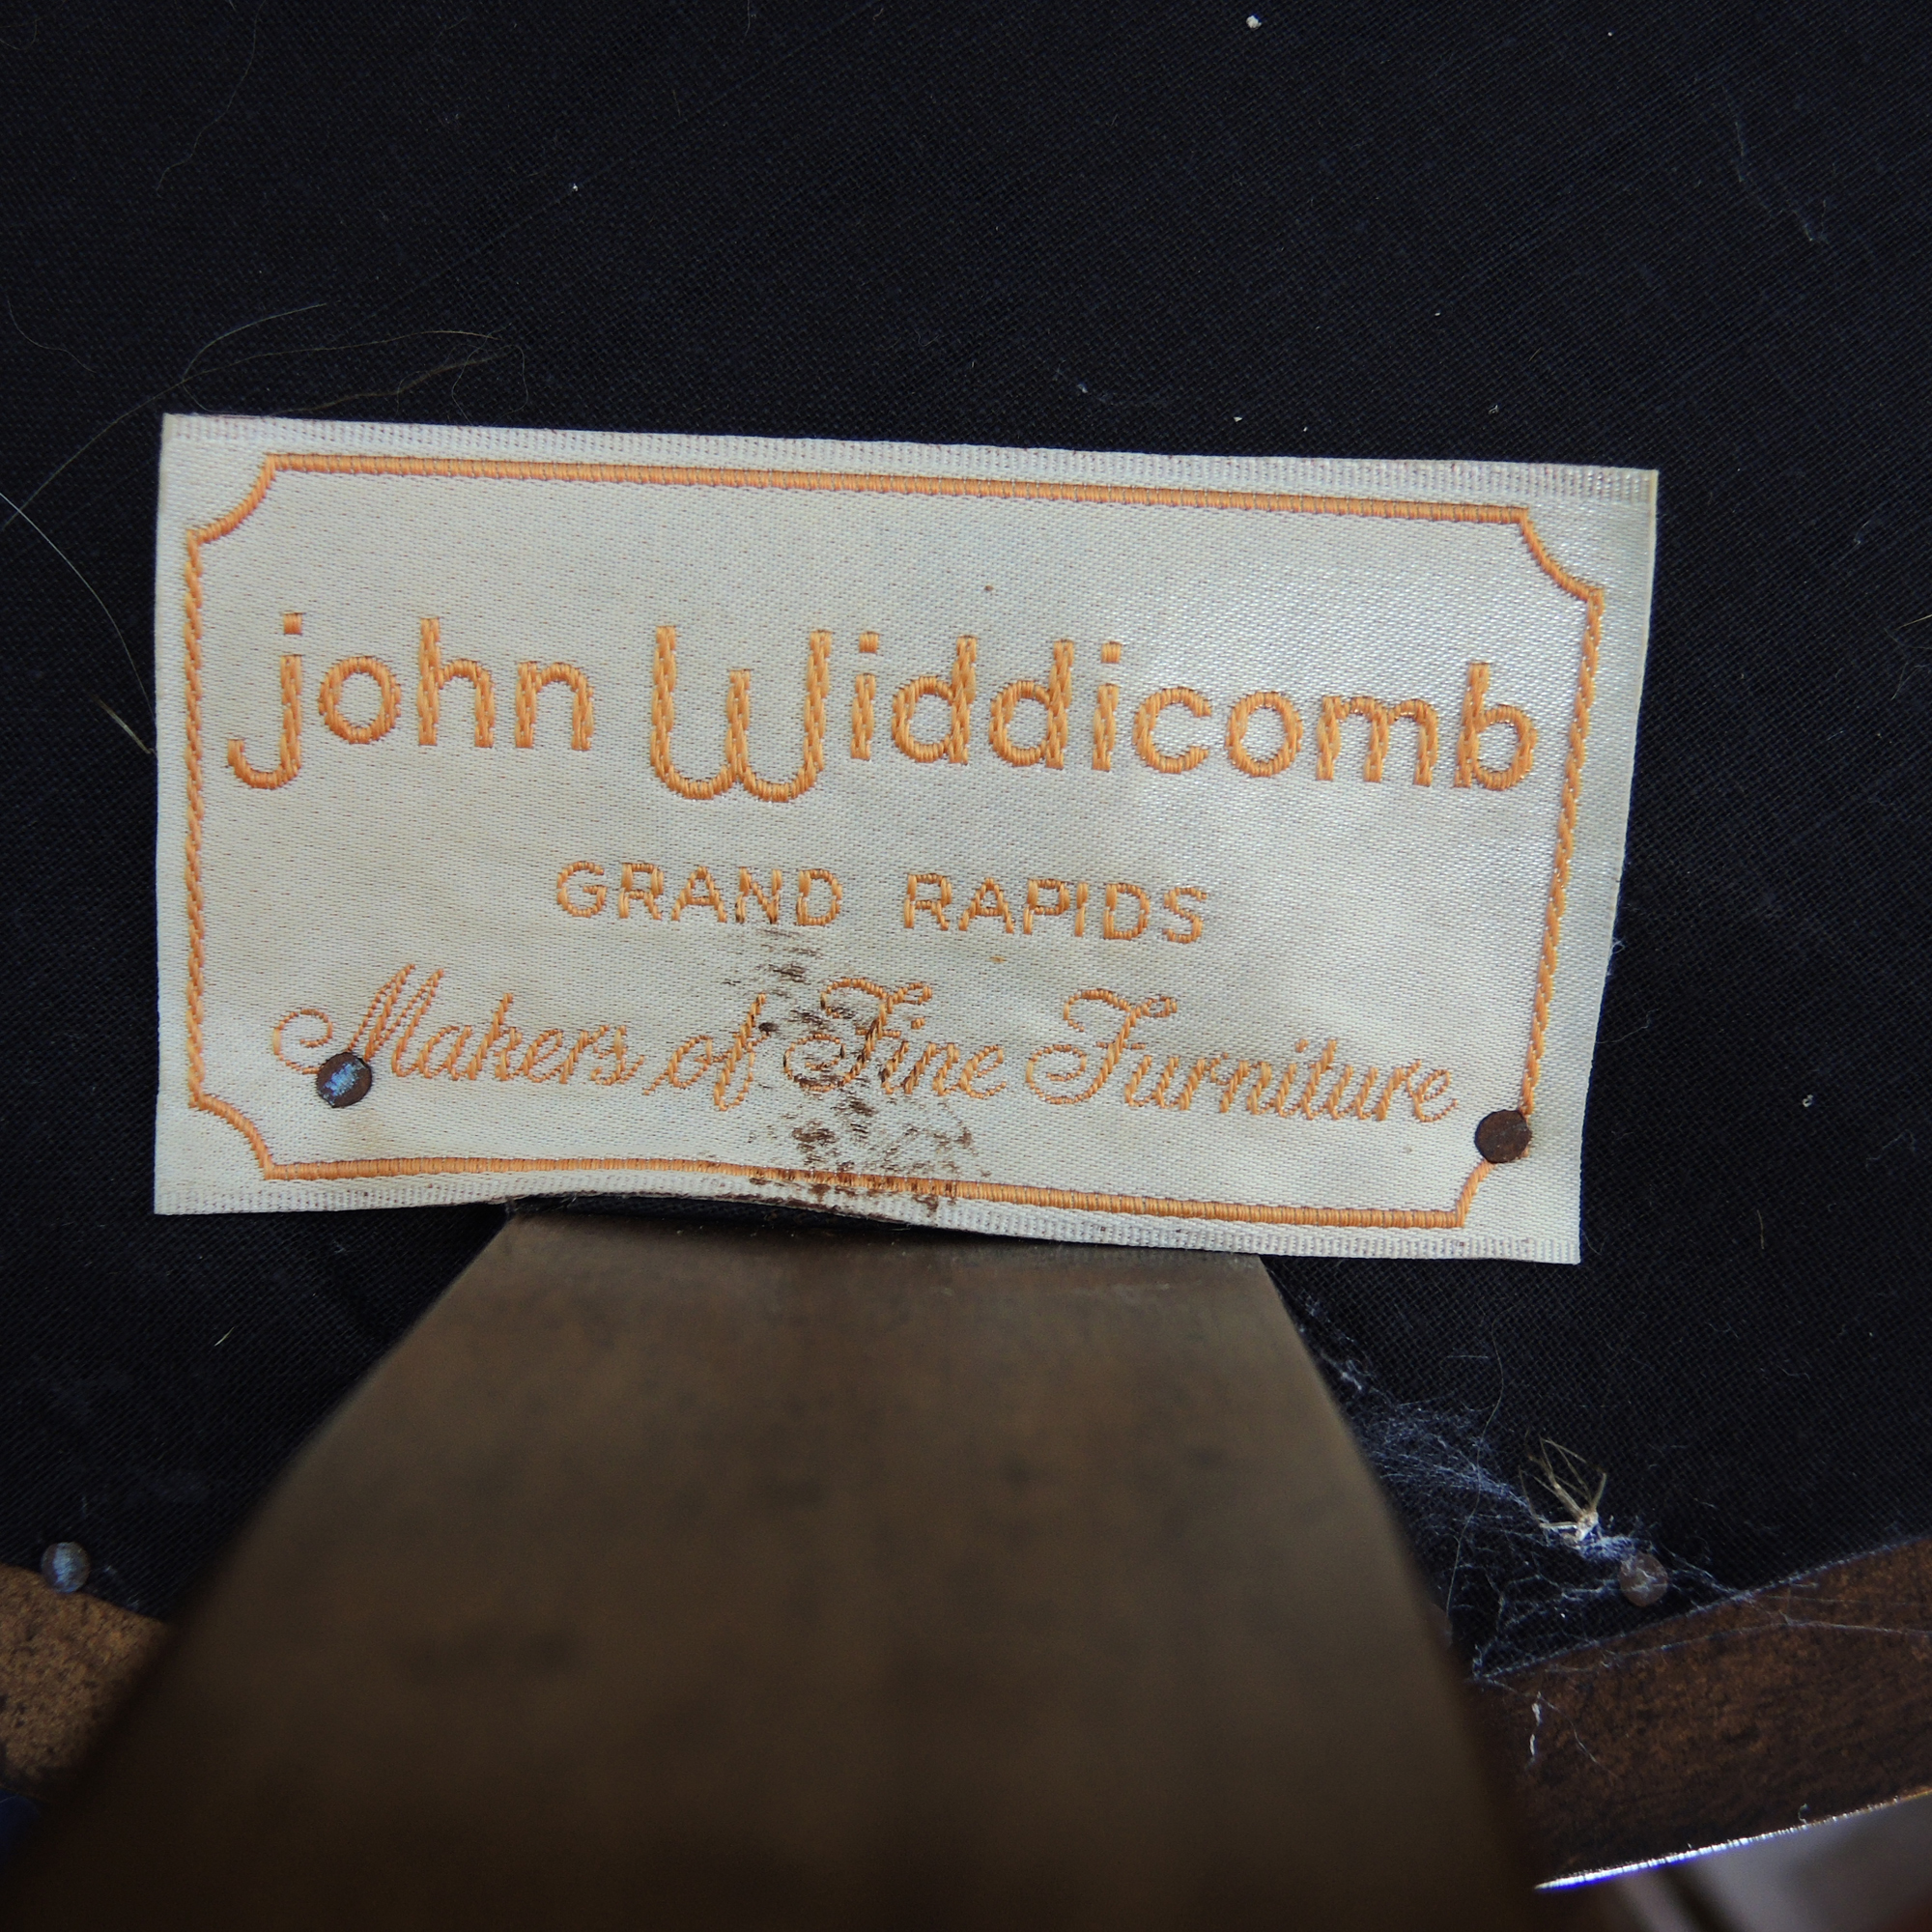 john Widdicomb
GRAND RAPIDS
Makers of Fine Furniture